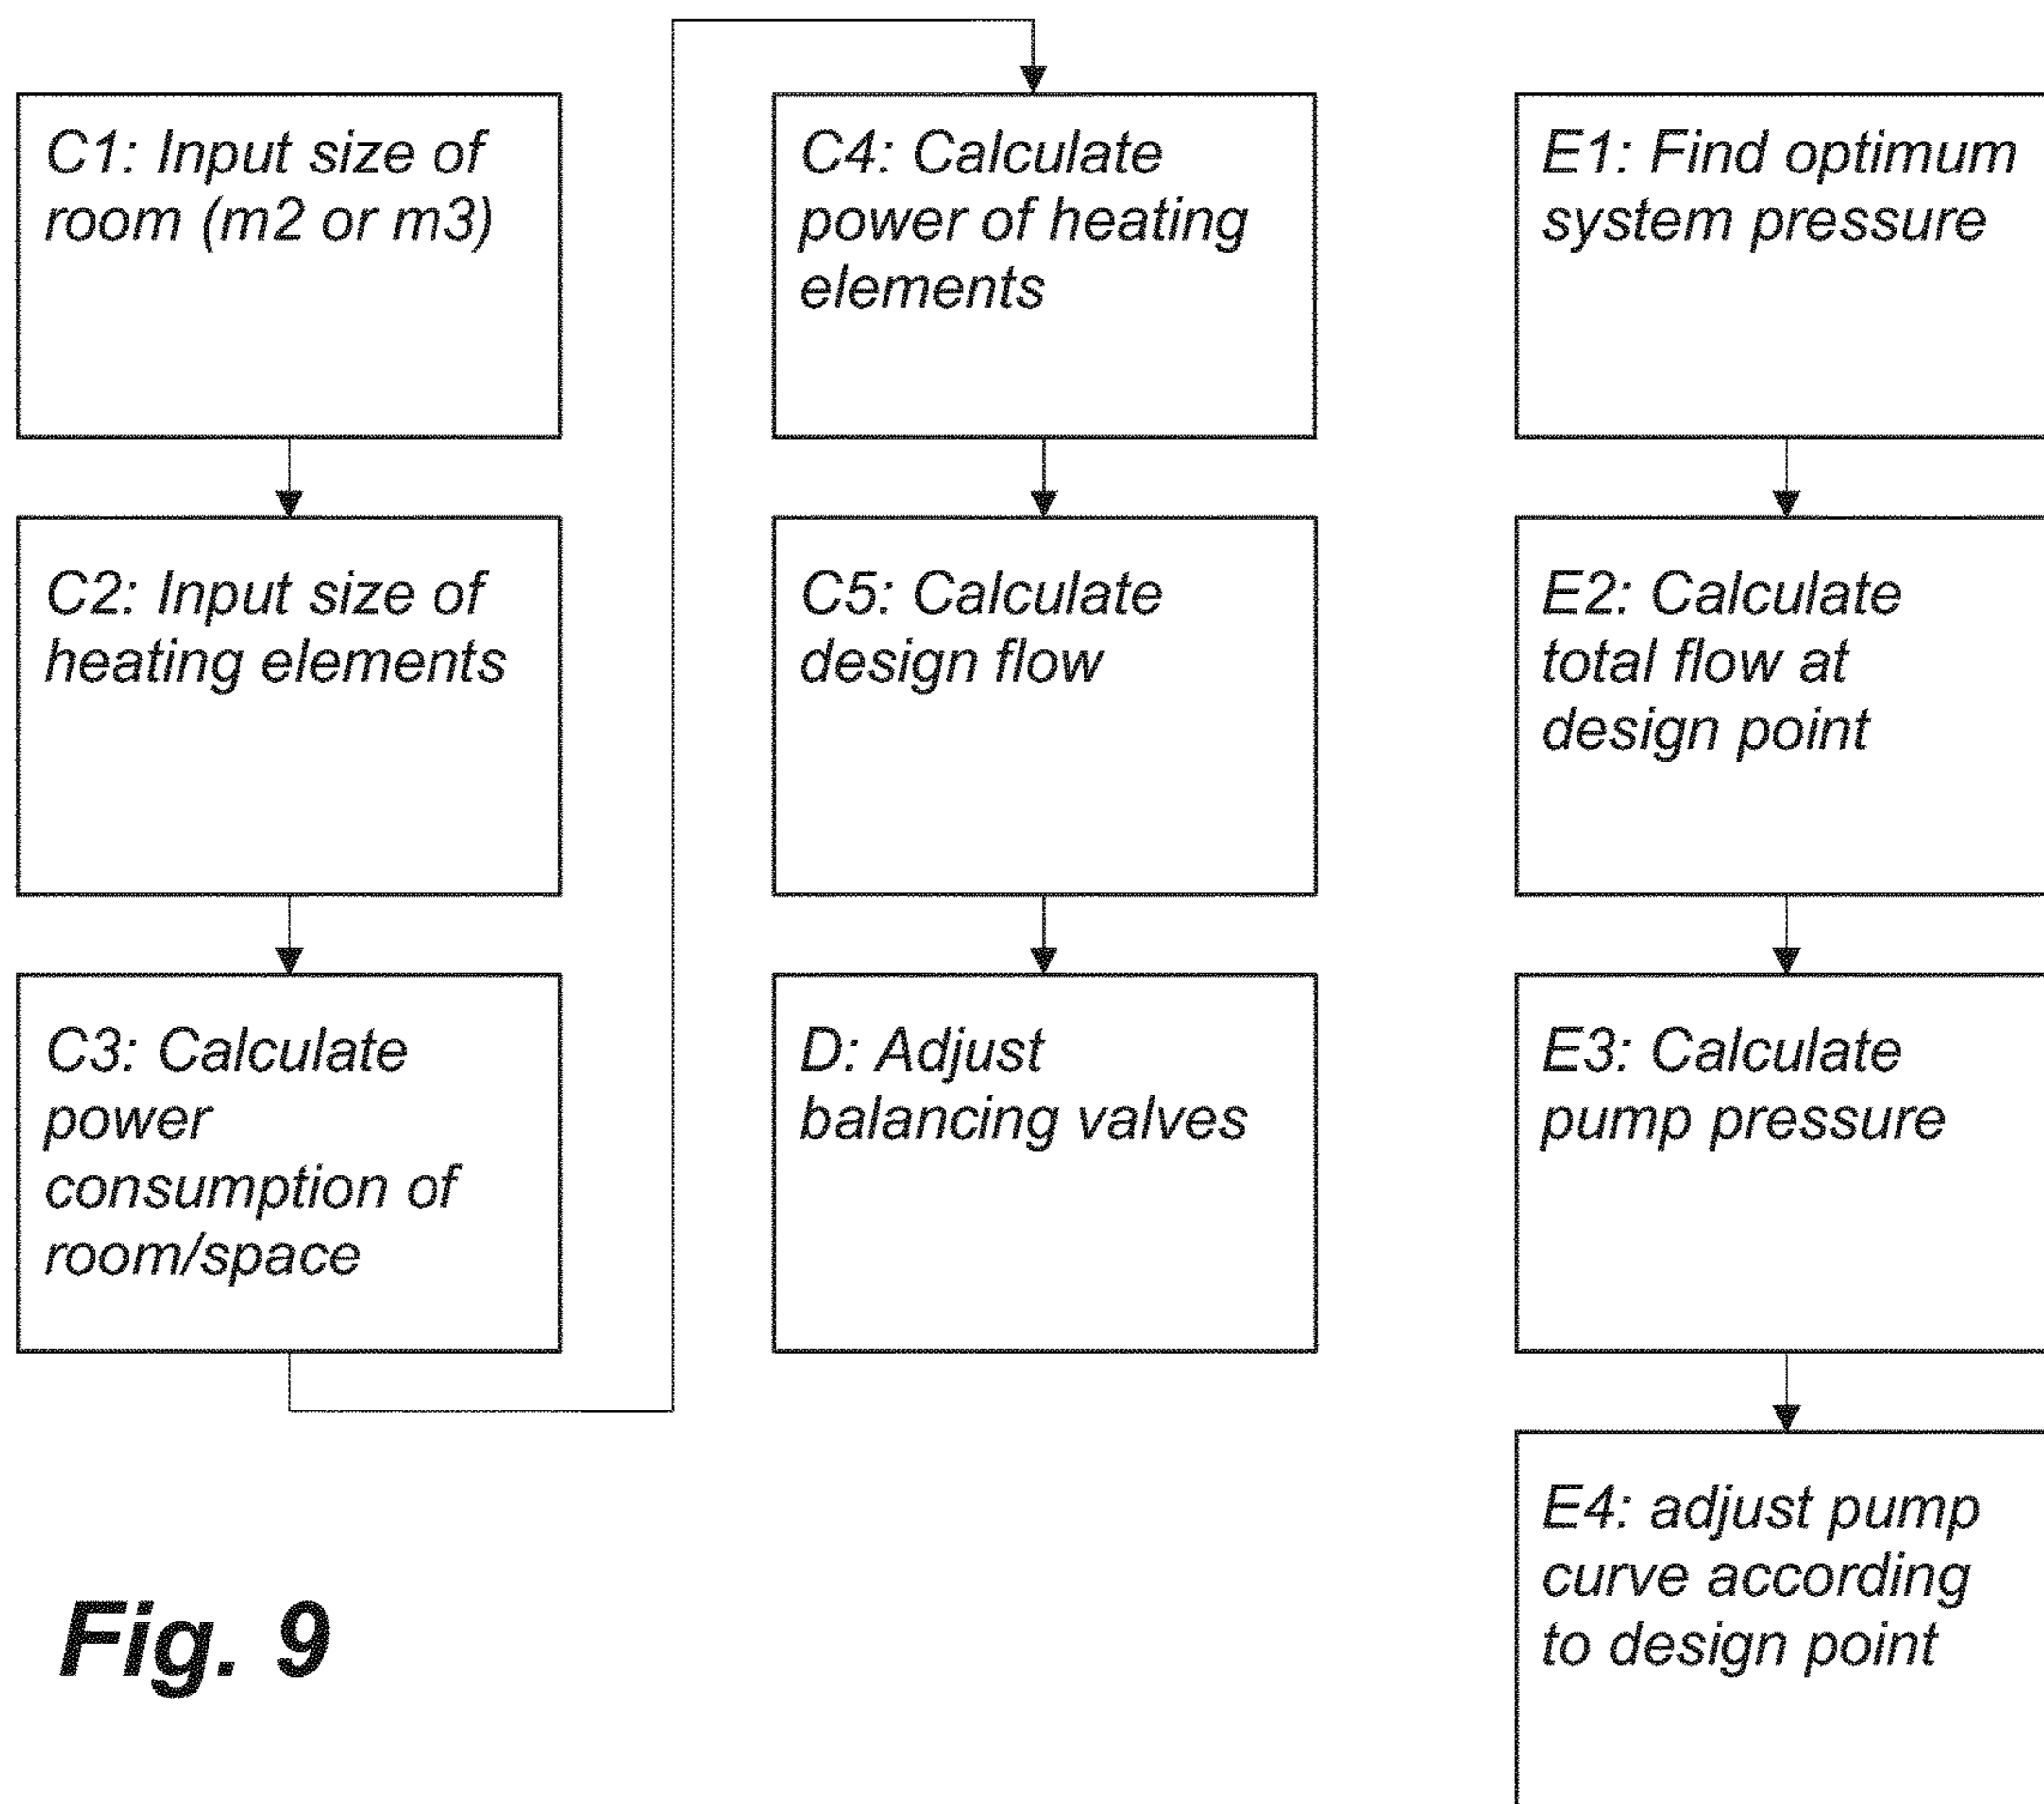 C1: Input size of
room (m2 or m3)
C2: Input size of
heating elements
C3: Calculate
power
consumption of
room/space
C4: Calculate
power of heating
elements
C5: Calculate
design flow
D: Adjust
balancing valves
E1: Find optimum
system pressure
E2: Calculate
total flow at
design point
E3: Calculate
pump pressure
E4: adjust pump
curve according
to design point
Fig. 9